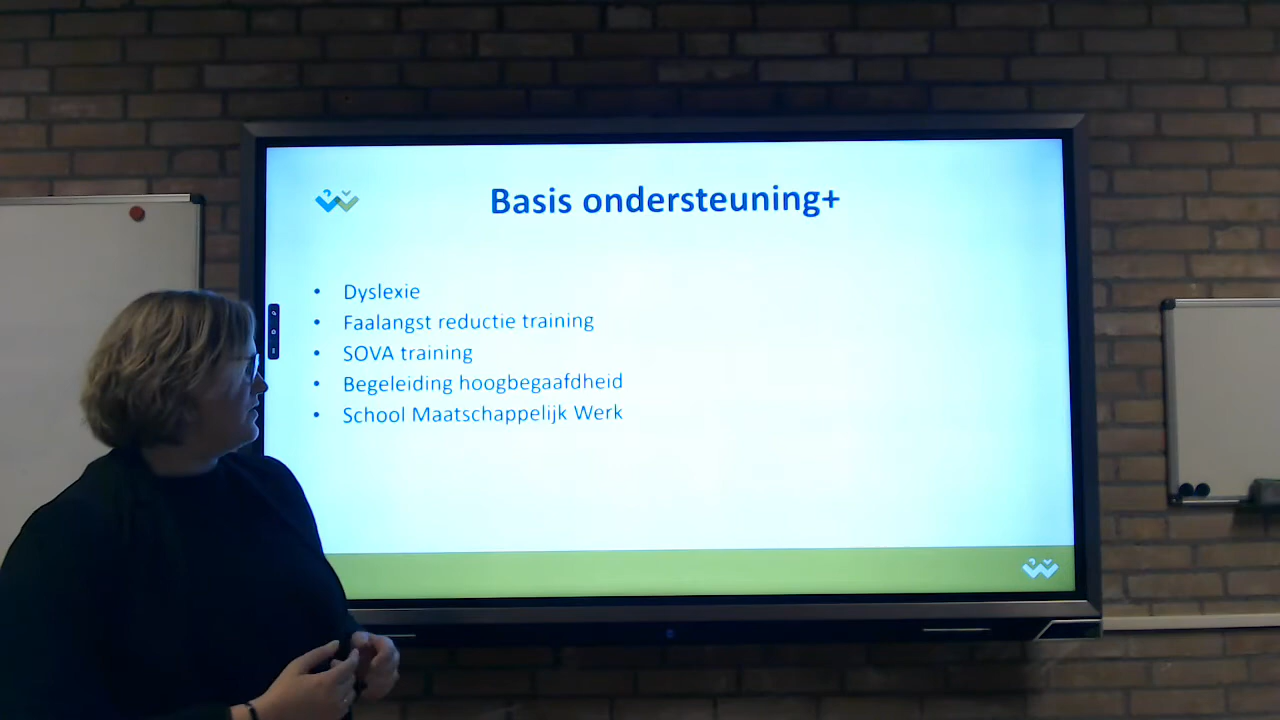 Basis ondersteuning+
• Dyslexie
• Faalangst reductie training
• SOVA training
• Begeleiding hoogbegaafdheid
• School Maatschappelijk Werk